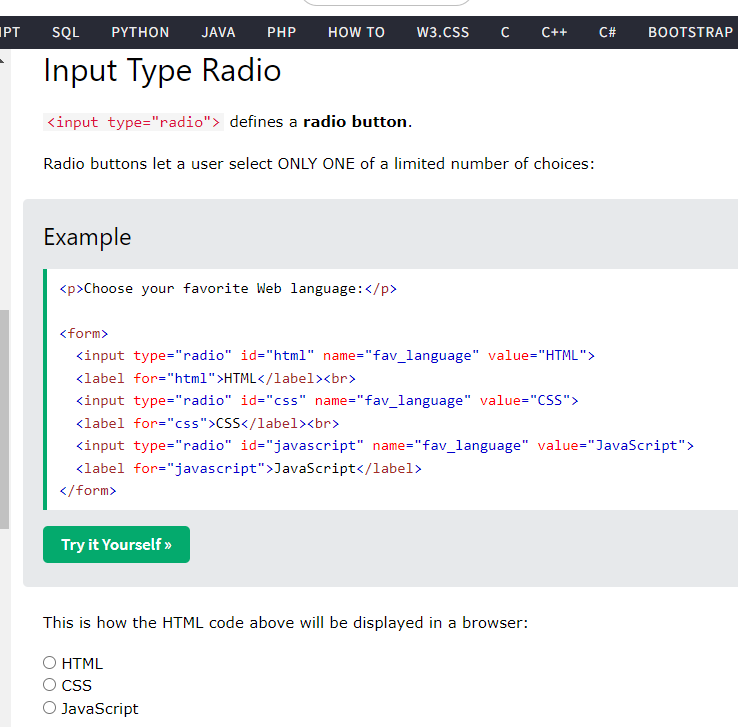 PT SQL PYTHON JAVA PHP HOW TO W3.CSS C C++ C# BOOTSTRAP
Input Type Radio
<input type="radio"> defines a radio button.
Radio buttons let a user select ONLY ONE of a limited number of choices:
Example
<p>Choose your favorite Web language:</p>
<form>
  <input type="radio" id="html" name="fav_language" value="HTML">
  <label for="html">HTML</label><br>
  <input type="radio" id="css" name="fav_language" value="CSS">
  <label for="css">CSS</label><br>
  <input type="radio" id="javascript" name="fav_language" value="JavaScript">
  <label for="javascript">JavaScript</label>
</form>
Try it Yourself »
This is how the HTML code above will be displayed in a browser:
HTML
CSS
JavaScript